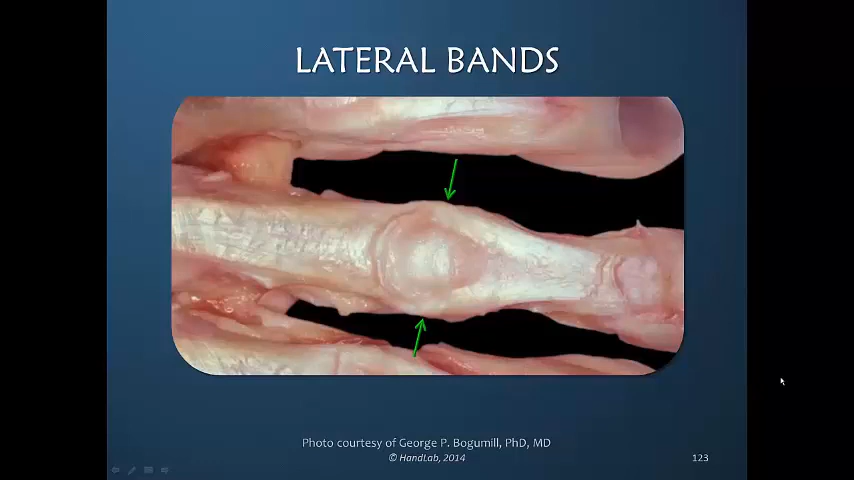 LATERAL BANDS
Photo courtesy of George P. Bogumill, PhD, MD
© HandLab, 2014
123